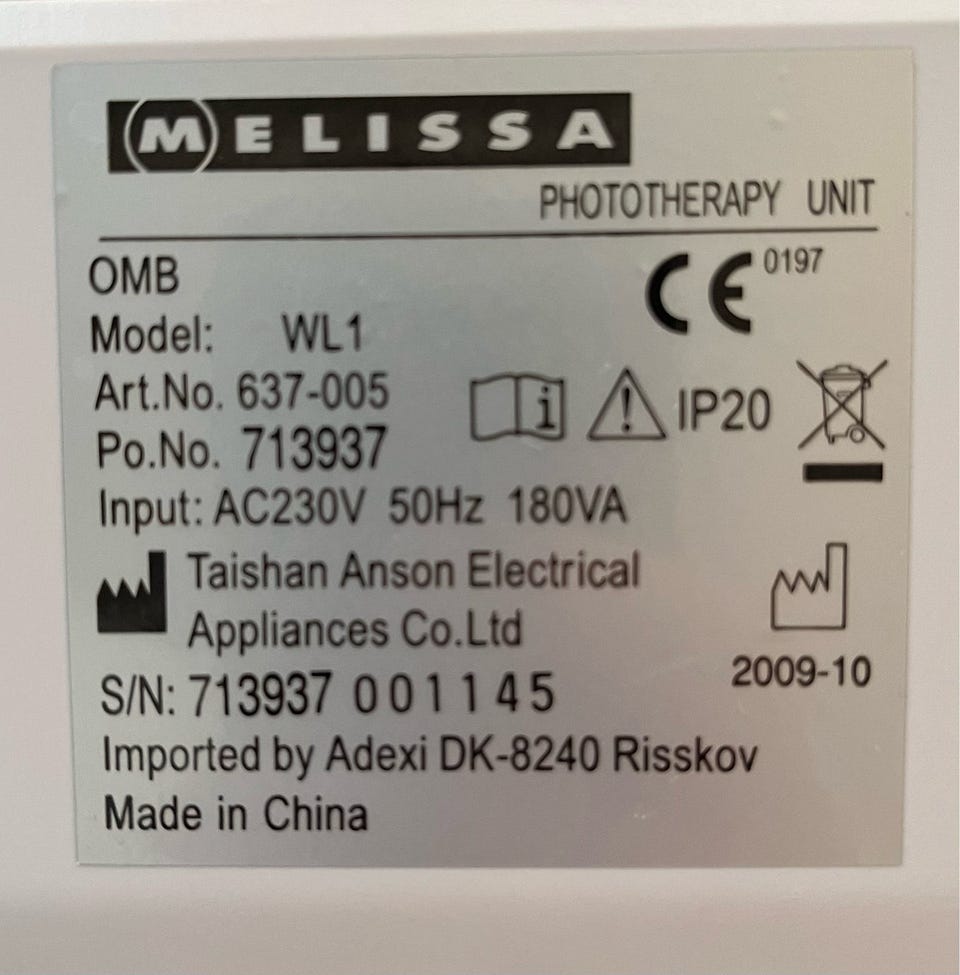 MELISSA
PHOTOTHERAPY UNIT
OMB
CE 0197
Model: WL1
Art.No. 637-005
IP20
Po.No. 713937
Input: AC230V 50Hz 180VA
Taishan Anson Electrical
Appliances Co.Ltd
2009-10
S/N: 713937 001145
Imported by Adexi DK-8240 Risskov
Made in China